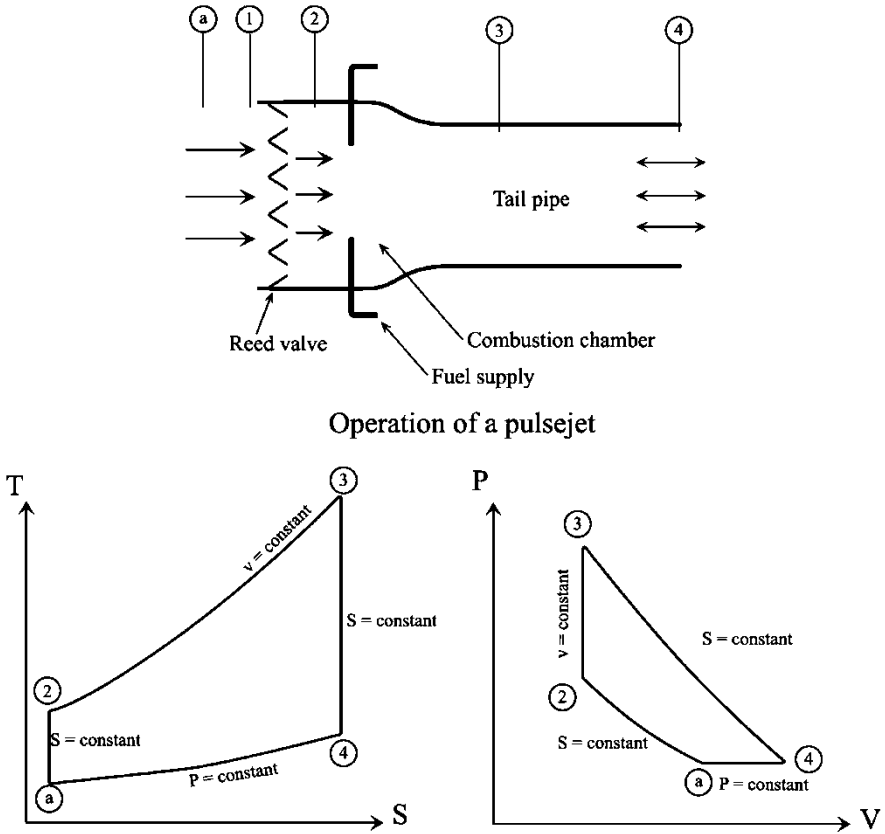 a 1 2 3 4
Tail pipe
Reed valve
Combustion chamber
Fuel supply
Operation of a pulsejet
T
3
v = constant
S = constant
2
S = constant
4
P = constant
a
S
P
3
v = constant
S = constant
2
S = constant
4
a
P = constant
V